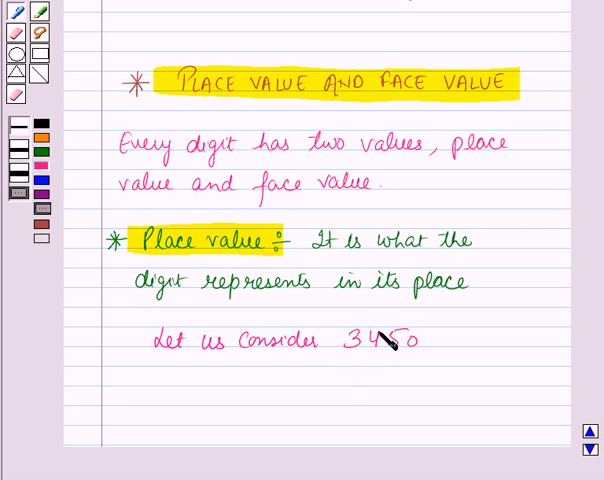 * PLACE VALUE AND FACE VALUE
Every digit has two values, place
value and face value.
* Place value :- It is what the
digit represents in its place
Let us Consider 3450